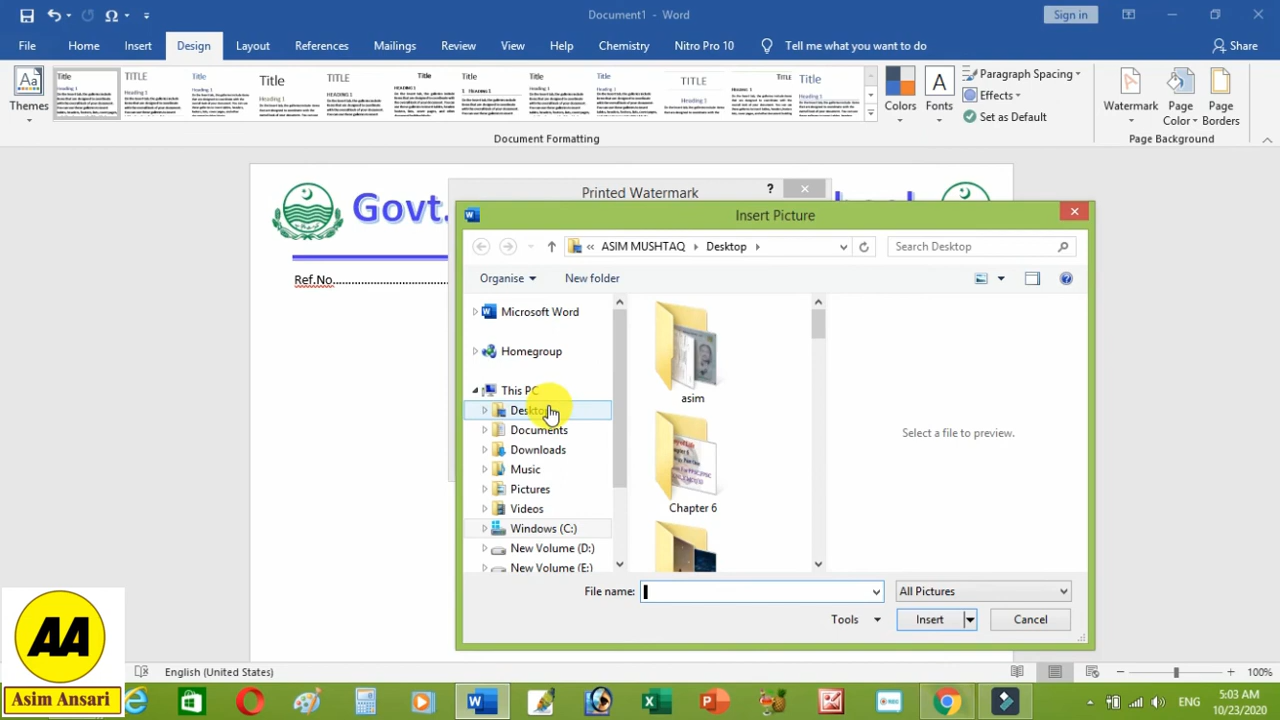 Document1 - Word
Sign in
File Home Insert Design Layout References Mailings Review View Help Chemistry Nitro Pro 10 Tell me what you want to do Share
Themes
Colors
Fonts
Paragraph Spacing
Effects
Set as Default
Watermark
Page Color
Page Borders
Document Formatting
Page Background
Govt.
Printed Watermark
Insert Picture
« ASIM MUSHTAQ Desktop
Search Desktop
Ref.No
Organise New folder
Microsoft Word
Homegroup
This PC
Documents
Downloads
Music
Pictures
Videos
Windows (C:)
New Volume (D:)
New Volume (E:)
asim
Chapter 6
Select a file to preview.
File name:
All Pictures
Tools Insert Cancel
AA
Asim Ansari
English (United States)
100%
ENG
5:03 AM
10/23/2020